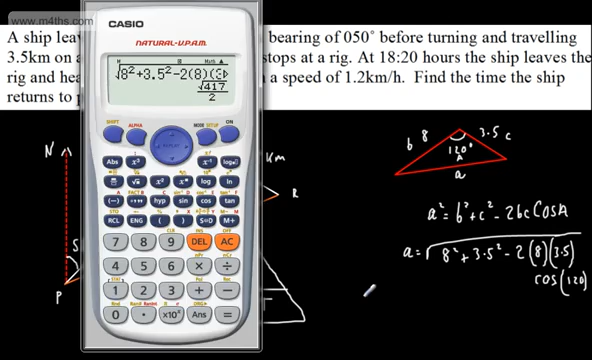 www.m4ths.com
A ship leav bearing of 050° before turning and travelling
3.5km on a stops at a rig. At 18:20 hours the ship leaves the
rig and hea a speed of 1.2km/h. Find the time the ship
returns to p
CASIO
NATURAL-V.P.A.M.
Math
√8²+3.5²-2(8)(3
√417
2
SHIFT ALPHA MODE SETUP ON
Abs x³ x⁻¹ log
√ x² log ln
(−) hyp sin cos tan
RCL ENG ( ) S⇔D M+
7 8 9 DEL AC
4 5 6 × ÷
1 2 3 + −
0 . ×10ˣ Ans =
N
P
Km
R
b 8 3.5 c
120°
A
a
a² = b² + c² - 2bc Cos A
a = √8² + 3.5² - 2(8)(3.5)
cos(120)